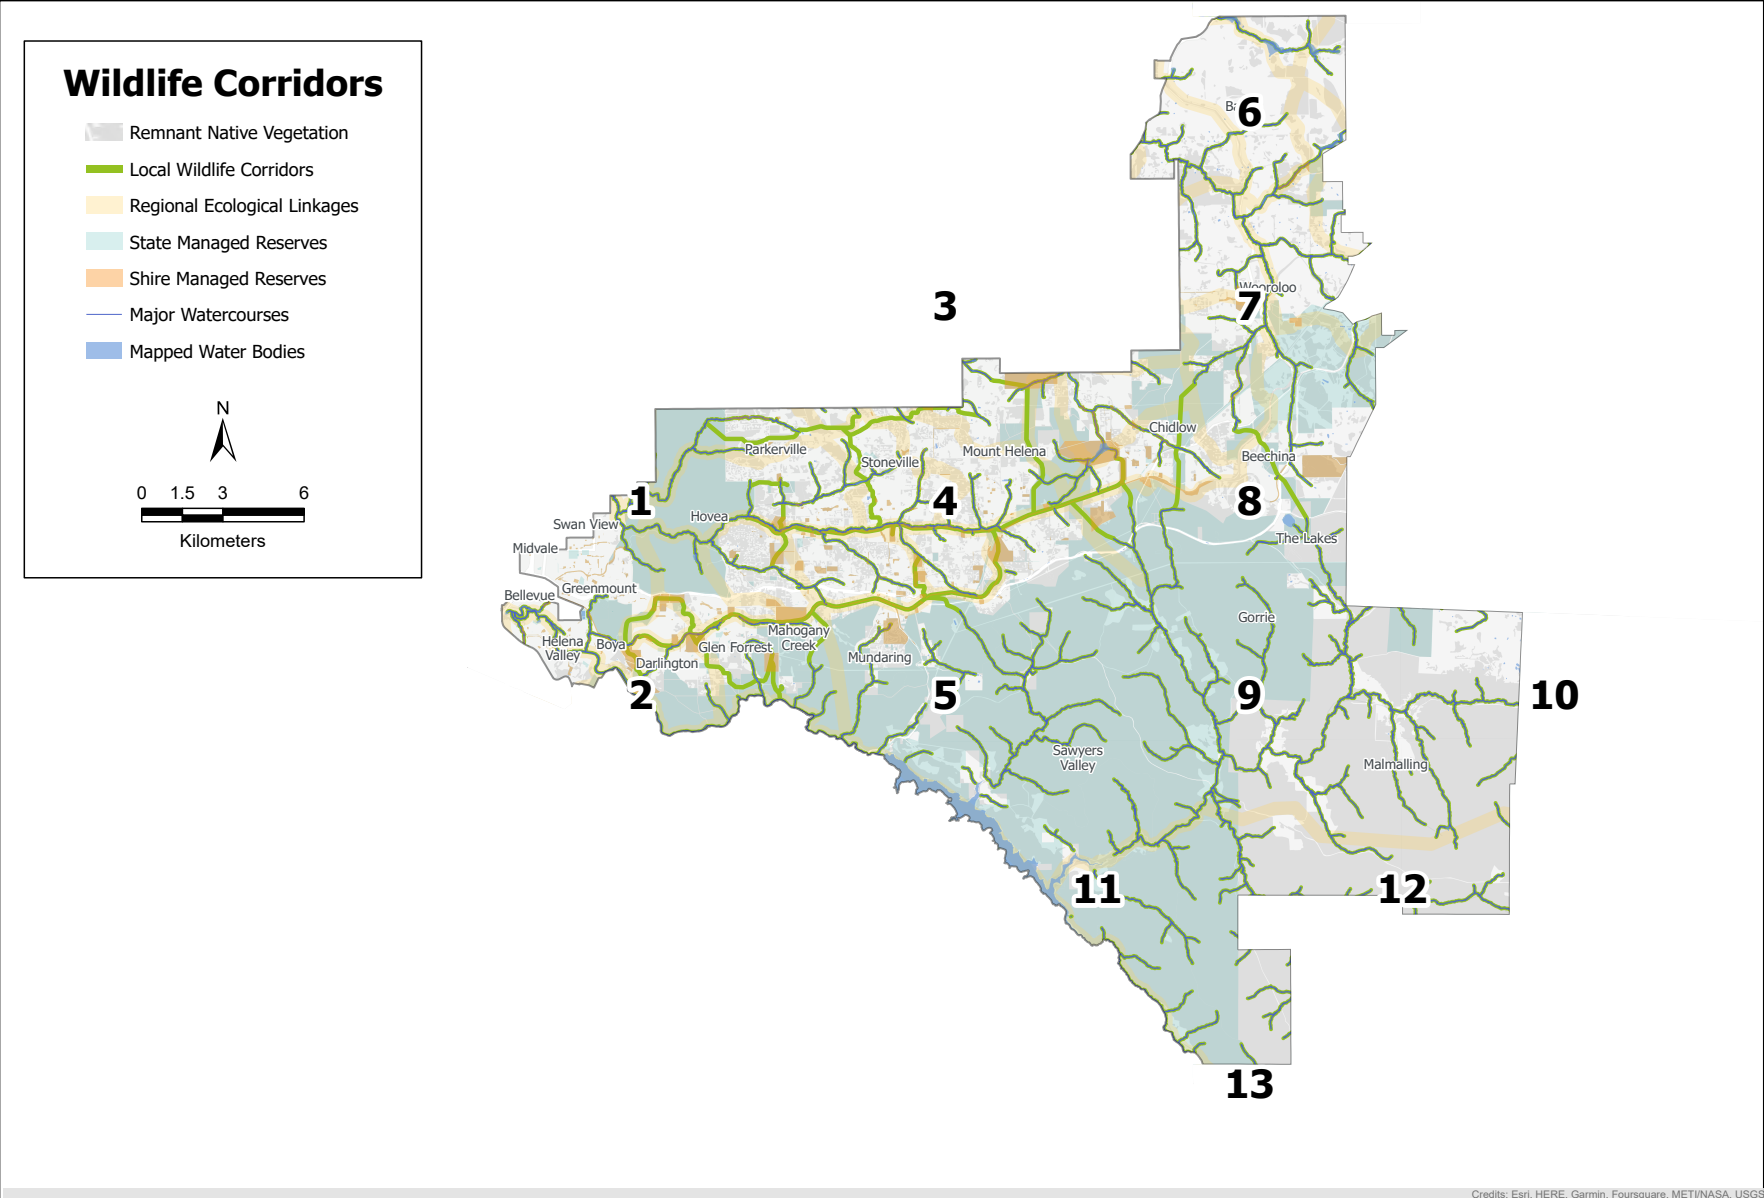 Wildlife Corridors
Remnant Native Vegetation
Local Wildlife Corridors
Regional Ecological Linkages
State Managed Reserves
Shire Managed Reserves
Major Watercourses
Mapped Water Bodies
N
0 1.5 3 6
Kilometers
6
3
Wooroloo
7
Chidlow
Parkerville
Stoneville
Mount Helena
Beechina
1
4
8
Swan View
Hovea
The Lakes
Midvale
Bellevue
Greenmount
Gorrie
Helena
Valley
Boya
Darlington
Glen Forrest
Mahogany
Creek
Mundaring
2
5
9
10
Sawyers
Valley
Malmalling
11
12
13
Credits: Esri, HERE, Garmin, Foursquare, METI/NASA, USGS